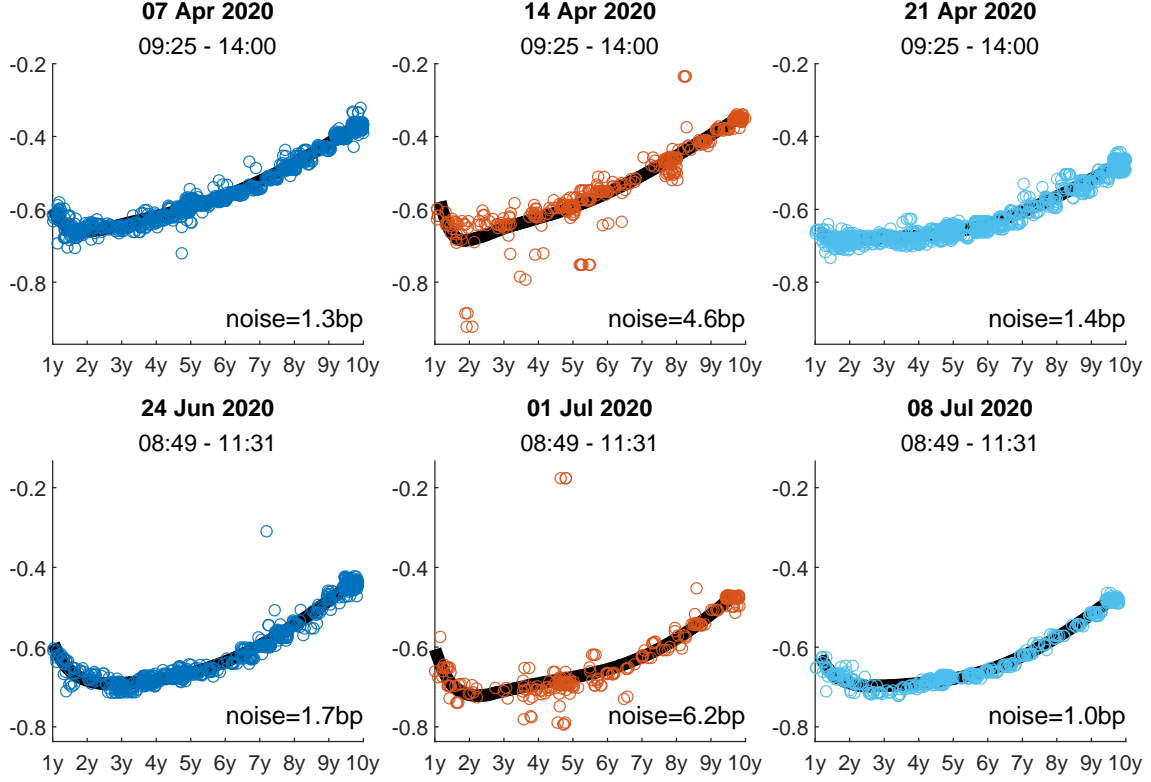 07 Apr 2020
09:25 - 14:00
-0.2
-0.4
-0.6
-0.8
noise=1.3bp
1y 2y 3y 4y 5y 6y 7y 8y 9y 10y
14 Apr 2020
09:25 - 14:00
-0.2
-0.4
-0.6
-0.8
noise=4.6bp
1y 2y 3y 4y 5y 6y 7y 8y 9y 10y
21 Apr 2020
09:25 - 14:00
-0.2
-0.4
-0.6
-0.8
noise=1.4bp
1y 2y 3y 4y 5y 6y 7y 8y 9y 10y
24 Jun 2020
08:49 - 11:31
-0.2
-0.4
-0.6
-0.8
noise=1.7bp
1y 2y 3y 4y 5y 6y 7y 8y 9y 10y
01 Jul 2020
08:49 - 11:31
-0.2
-0.4
-0.6
-0.8
noise=6.2bp
1y 2y 3y 4y 5y 6y 7y 8y 9y 10y
08 Jul 2020
08:49 - 11:31
-0.2
-0.4
-0.6
-0.8
noise=1.0bp
1y 2y 3y 4y 5y 6y 7y 8y 9y 10y